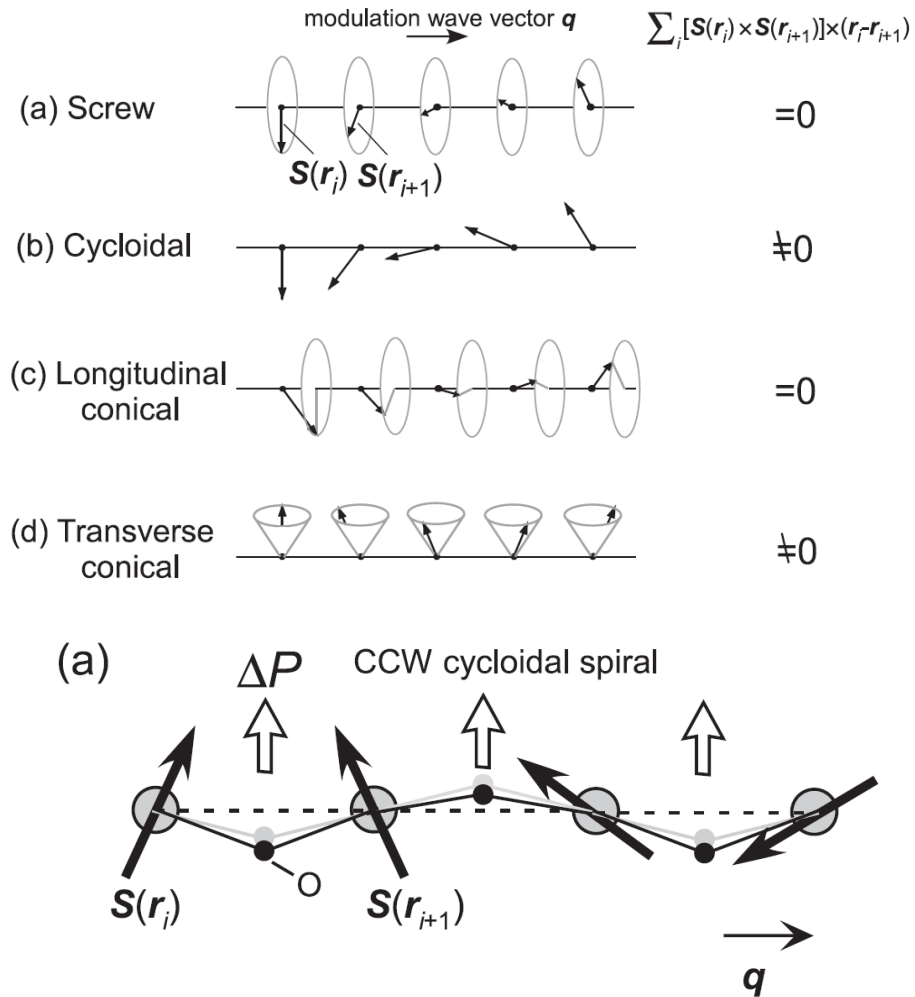 modulation wave vector q
∑i[S(ri)×S(ri+1)]×(ri-ri+1)
(a) Screw
=0
S(ri) S(ri+1)
(b) Cycloidal
≠0
(c) Longitudinal
conical
=0
(d) Transverse
conical
≠0
(a)
ΔP
CCW cycloidal spiral
O
S(ri)
S(ri+1)
q